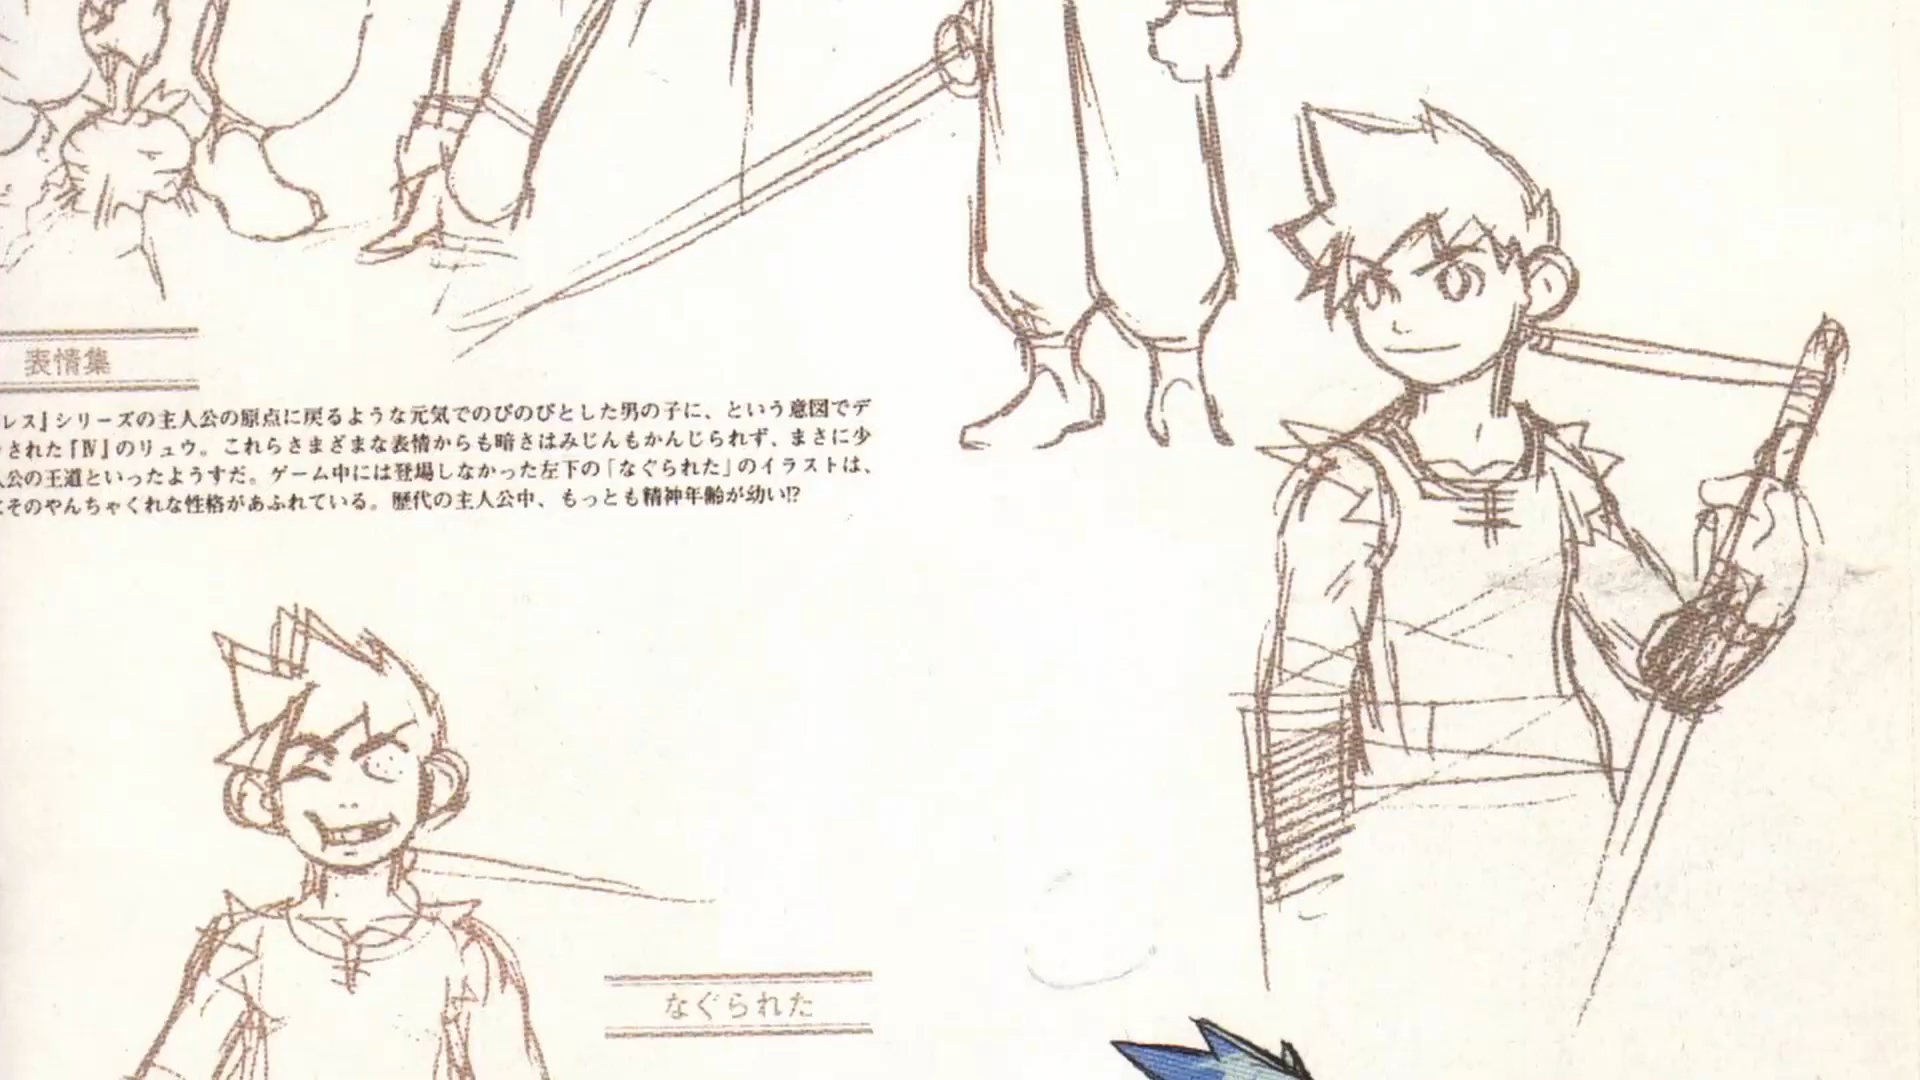 表情集
レス』シリーズの主人公の原点に戻るような元気でのびのびとした男の子に、という意図でデ
された『Ⅳ』のリュウ。これらさまざまな表情からも暗さはみじんもかんじられず、まさに少
人公の王道といったようすだ。ゲーム中には登場しなかった左下の「なぐられた」のイラストは、
そのやんちゃくれな性格があふれている。歴代の主人公中、もっとも精神年齢が幼い!?
なぐられた